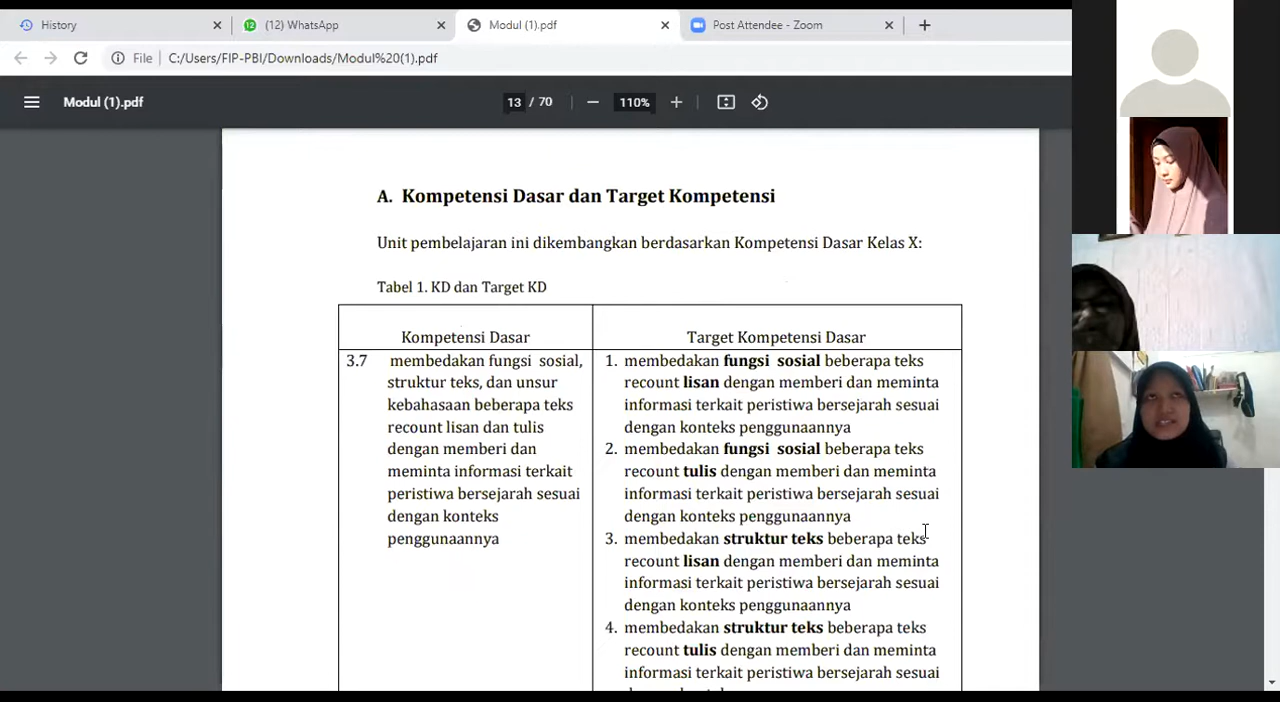 History
(12) WhatsApp
Modul (1).pdf
Post Attendee - Zoom
File
C:/Users/FIP-PBI/Downloads/Modul%20(1).pdf
Modul (1).pdf
13 / 70
110%
A. Kompetensi Dasar dan Target Kompetensi
Unit pembelajaran ini dikembangkan berdasarkan Kompetensi Dasar Kelas X:
Tabel 1. KD dan Target KD
Kompetensi Dasar
3.7 membedakan fungsi sosial,
struktur teks, dan unsur
kebahasaan beberapa teks
recount lisan dan tulis
dengan memberi dan
meminta informasi terkait
peristiwa bersejarah sesuai
dengan konteks
penggunaannya
Target Kompetensi Dasar
1. membedakan fungsi sosial beberapa teks
recount lisan dengan memberi dan meminta
informasi terkait peristiwa bersejarah sesuai
dengan konteks penggunaannya
2. membedakan fungsi sosial beberapa teks
recount tulis dengan memberi dan meminta
informasi terkait peristiwa bersejarah sesuai
dengan konteks penggunaannya
3. membedakan struktur teks beberapa teks
recount lisan dengan memberi dan meminta
informasi terkait peristiwa bersejarah sesuai
dengan konteks penggunaannya
4. membedakan struktur teks beberapa teks
recount tulis dengan memberi dan meminta
informasi terkait peristiwa bersejarah sesuai